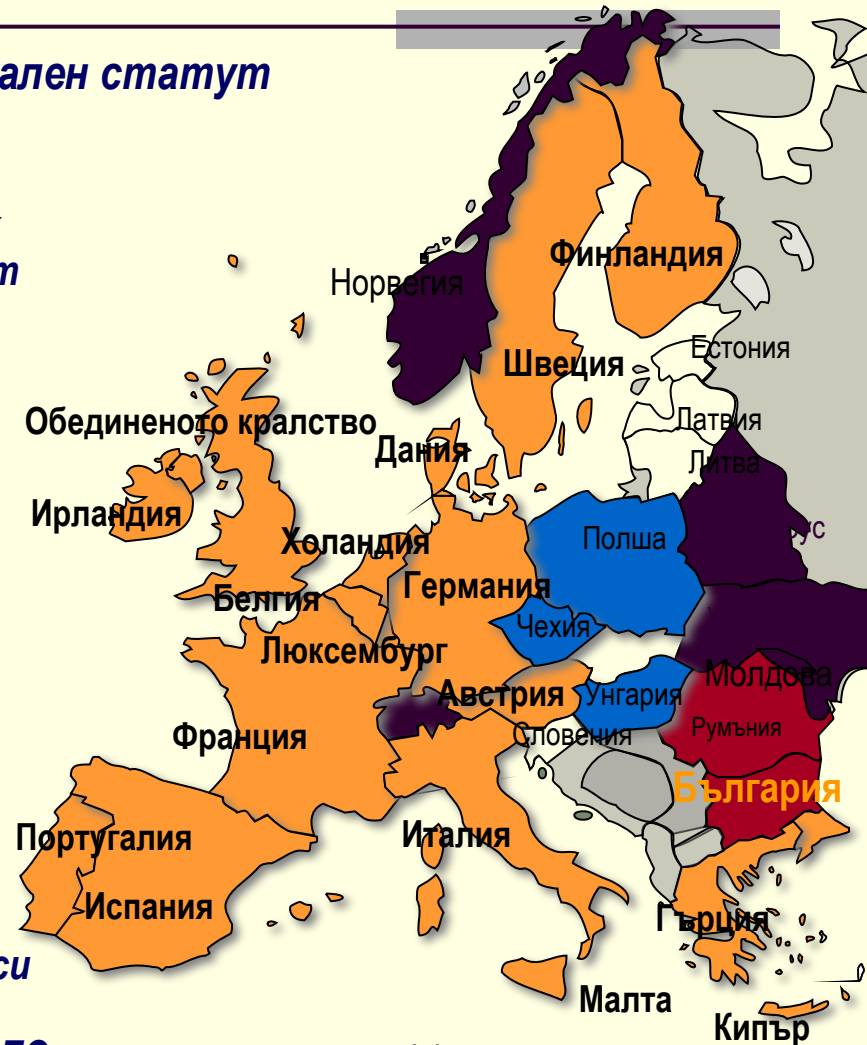 ален статут
т
Норвегия
Финландия
Швеция
Естония
Обединеното кралство
Дания
Латвия
Литва
Ирландия
Холандия
Полша
ус
Белгия
Германия
Чехия
Люксембург
Австрия
Унгария
Молдова
Франция
Словения
Румъния
България
Португалия
Италия
Испания
Гърция
си
Малта
Кипър